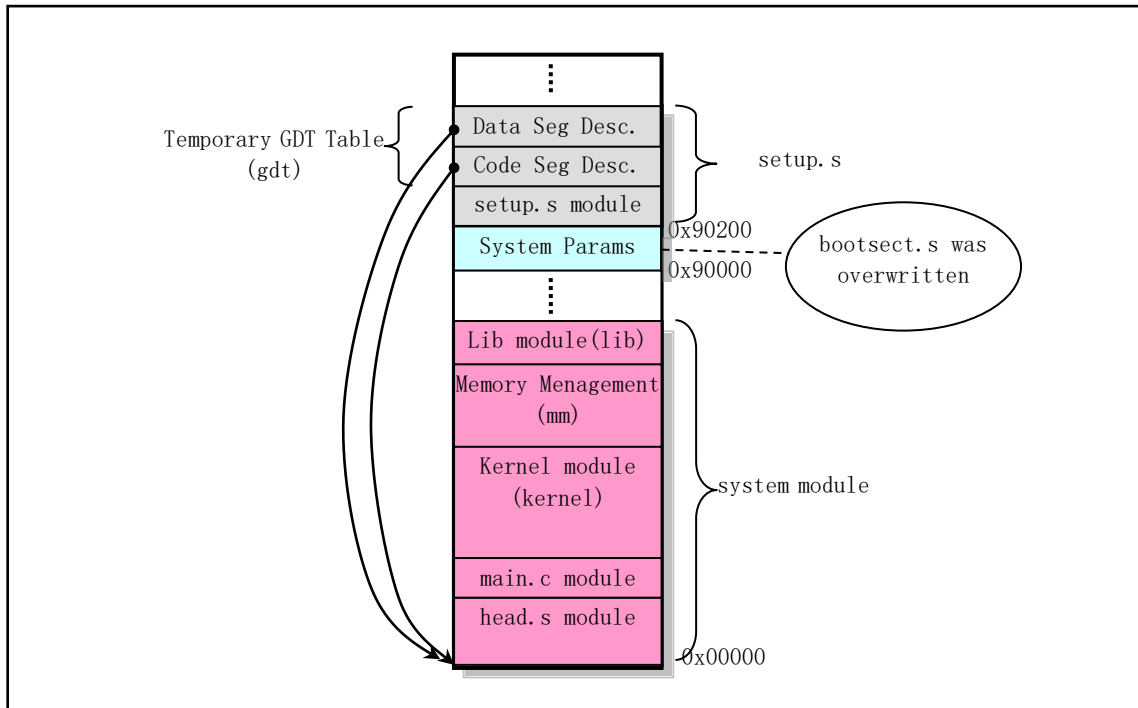 Data Seg Desc.
Temporary GDT Table
(gdt)
Code Seg Desc.
setup.s
setup.s module
0x90200
System Params
bootsect.s was
overwritten
0x90000
Lib module(lib)
Memory Menagement
(mm)
Kernel module
(kernel)
system module
main.c module
head.s module
0x00000